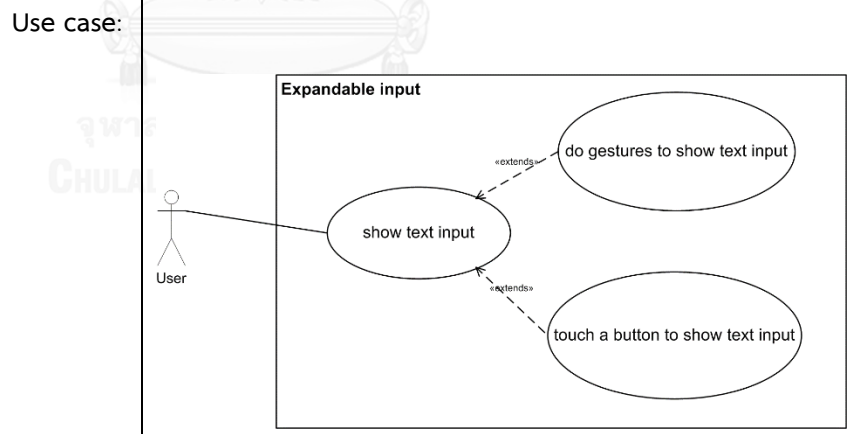 Use case:
Expandable input
do gestures to show text input
«extends»
show text input
User
«extends»
touch a button to show text input